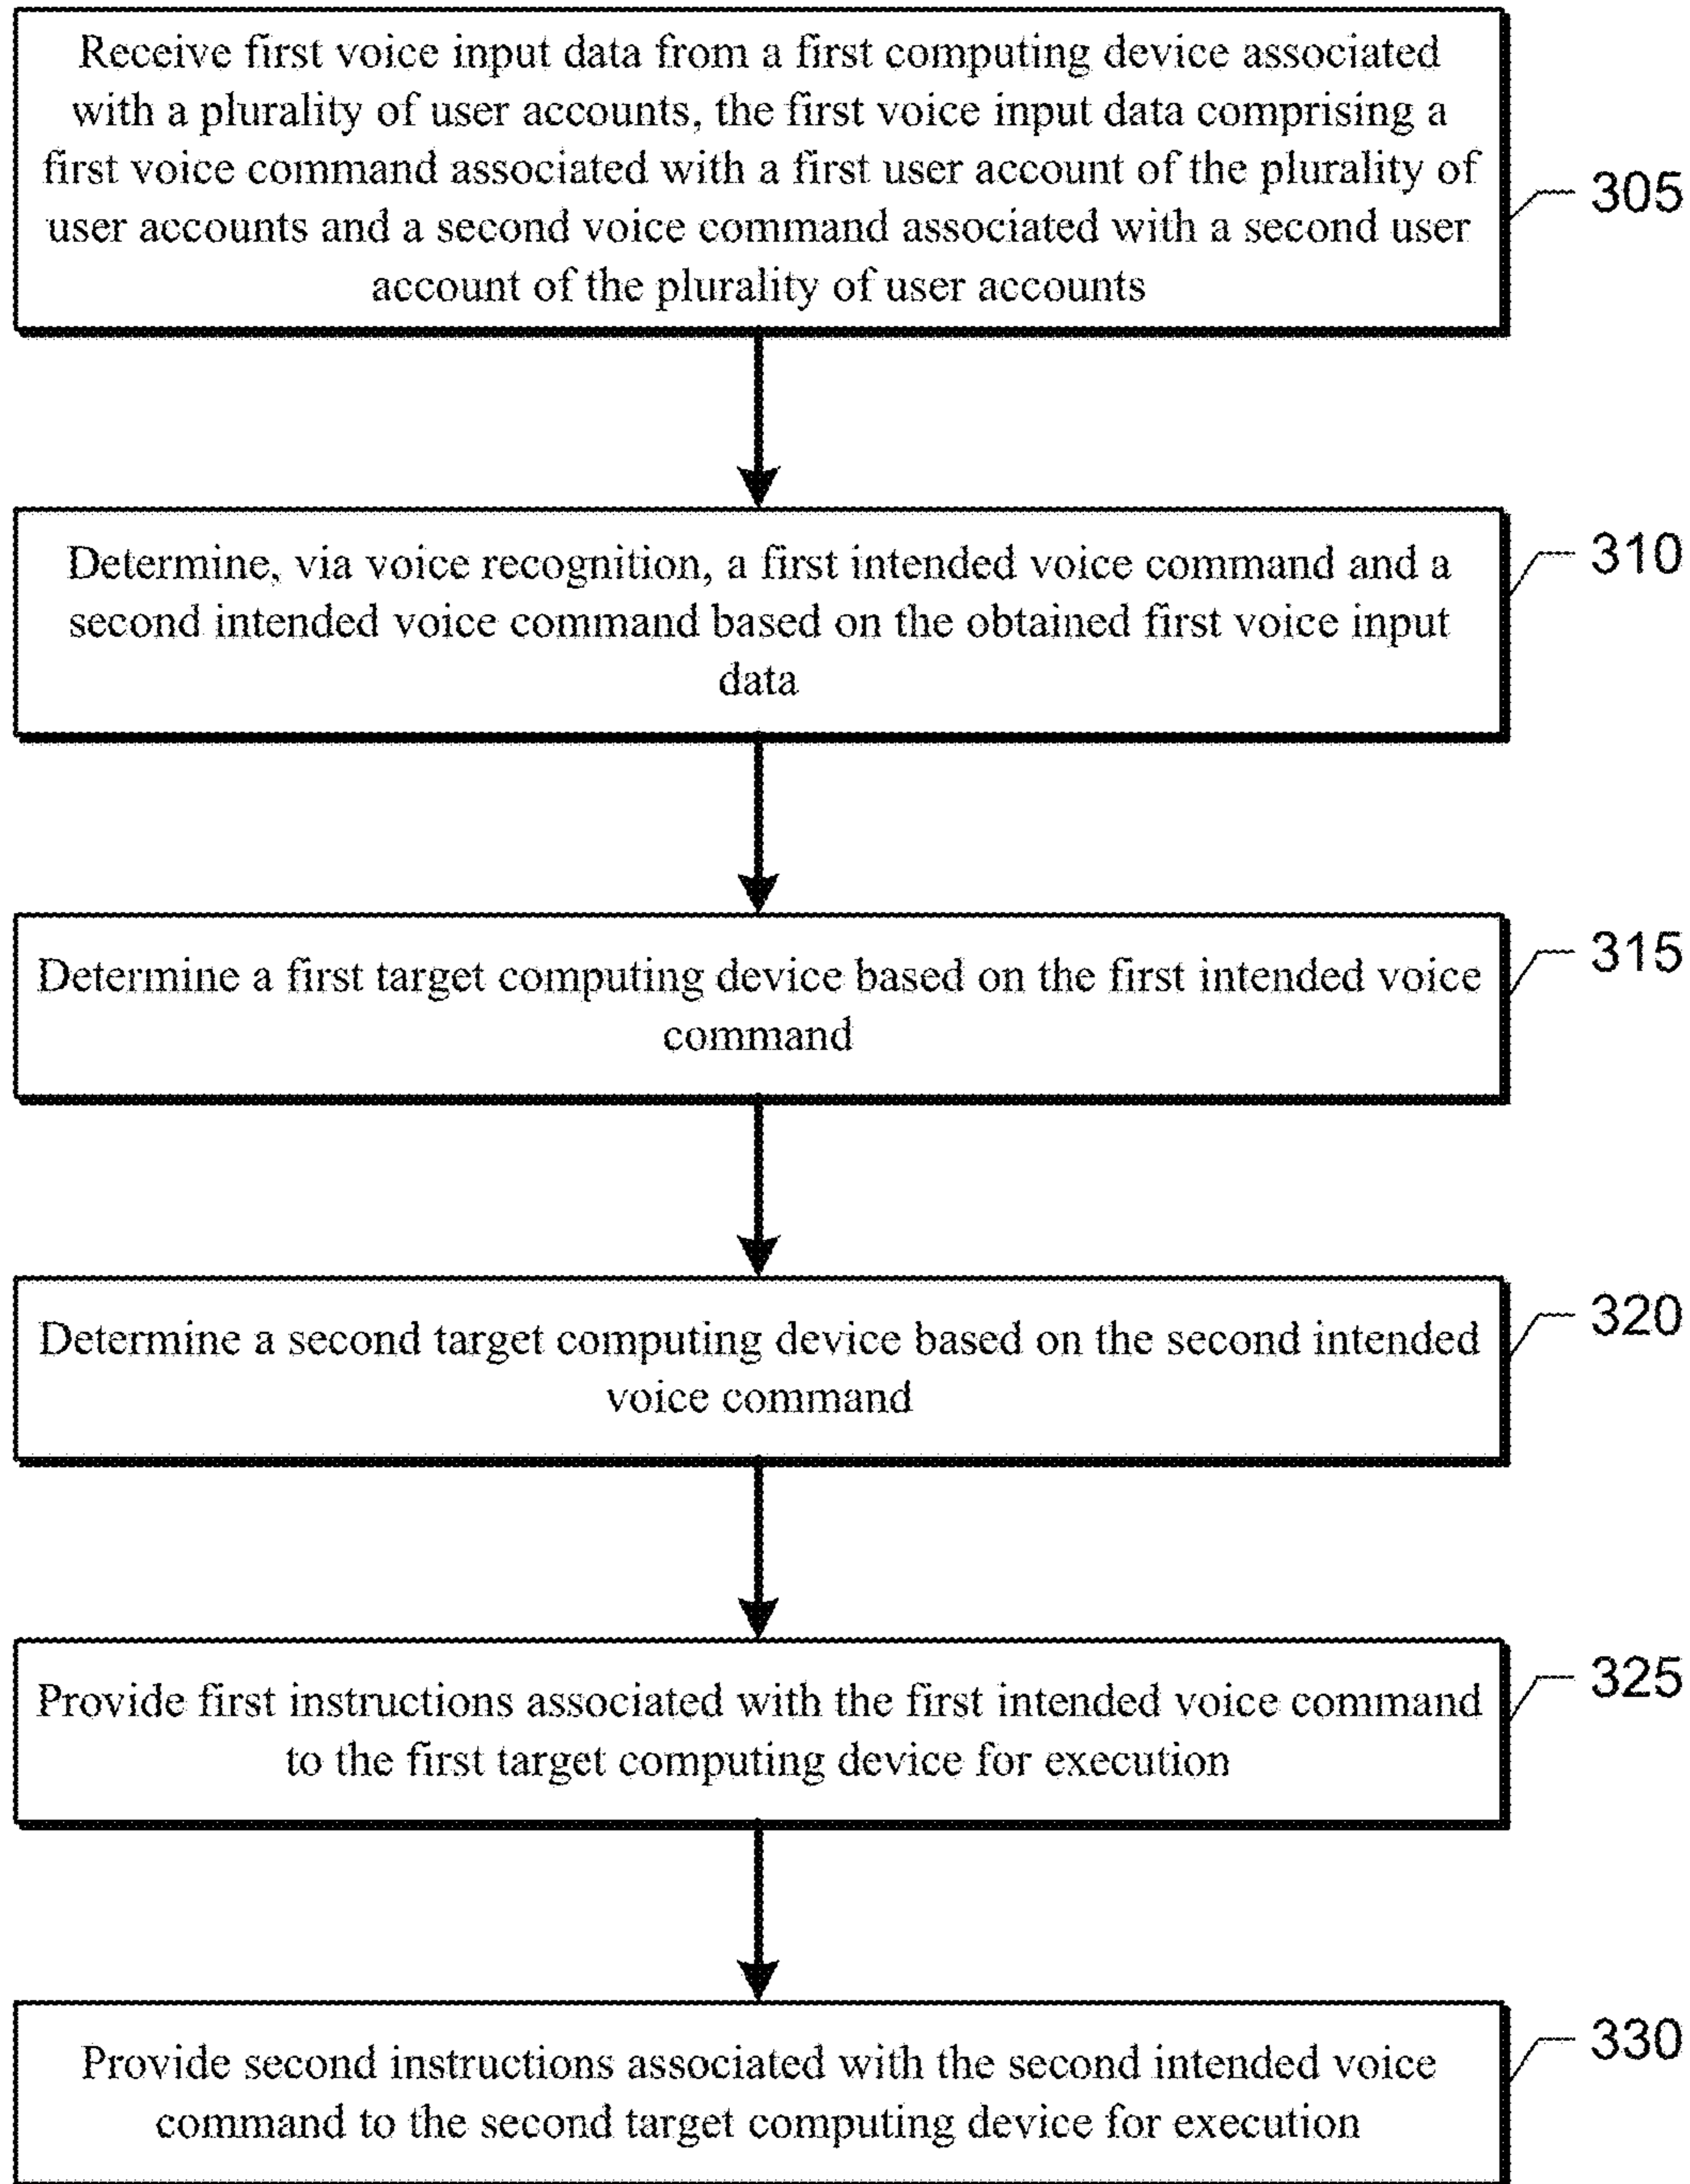 Receive first voice input data from a first computing device associated
with a plurality of user accounts, the first voice input data comprising a
first voice command associated with a first user account of the plurality of
user accounts and a second voice command associated with a second user
account of the plurality of user accounts
305
Determine, via voice recognition, a first intended voice command and a
second intended voice command based on the obtained first voice input
data
310
Determine a first target computing device based on the first intended voice
command
315
Determine a second target computing device based on the second intended
voice command
320
Provide first instructions associated with the first intended voice command
to the first target computing device for execution
325
Provide second instructions associated with the second intended voice
command to the second target computing device for execution
330